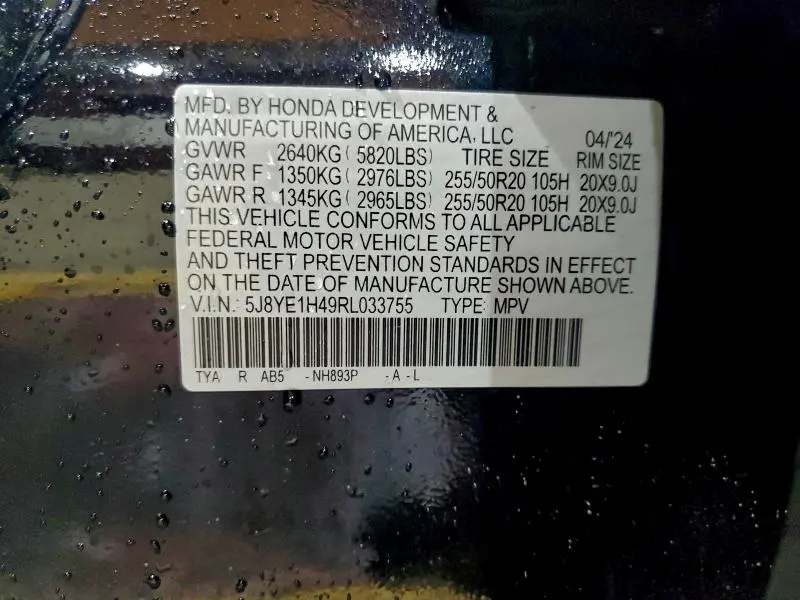 MFD. BY HONDA DEVELOPMENT &
MANUFACTURING OF AMERICA, LLC 04/'24
GVWR 2640KG ( 5820LBS) TIRE SIZE RIM SIZE
GAWR F 1350KG ( 2976LBS) 255/50R20 105H 20X9.0J
GAWR R 1345KG ( 2965LBS) 255/50R20 105H 20X9.0J
THIS VEHICLE CONFORMS TO ALL APPLICABLE
FEDERAL MOTOR VEHICLE SAFETY
AND THEFT PREVENTION STANDARDS IN EFFECT
ON THE DATE OF MANUFACTURE SHOWN ABOVE.
V.I.N.: 5J8YE1H49RL033755 TYPE: MPV
TYA R AB5 -NH893P -A-L